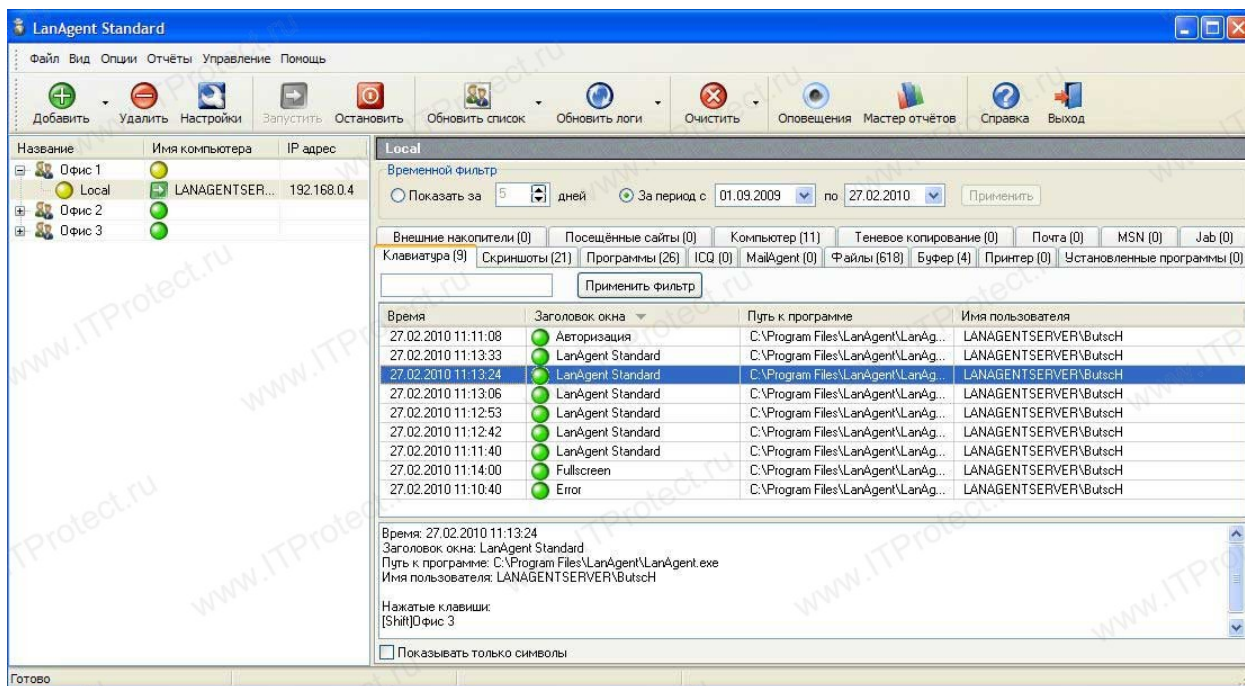 LanAgent Standard
Файл Вид Опции Отчёты Управление Помощь
Добавить Удалить Настройки Запустить Остановить Обновить список Обновить логи Очистить Оповещения Мастер отчётов Справка Выход
Название Имя компьютера IP адрес
Офис 1
Local LANAGENTSER... 192.168.0.4
Офис 2
Офис 3
Local
Временной фильтр
Показать за 5 дней За период с 01.09.2009 по 27.02.2010 Применить
Внешние накопители (0) Посещённые сайты (0) Компьютер (11) Теневое копирование (0) Почта (0) MSN (0) Jab (0)
Клавиатура (9) Скриншоты (21) Программы (26) ICQ (0) MailAgent (0) Файлы (618) Буфер (4) Принтер (0) Установленные программы (0)
Применить фильтр
Время Заголовок окна Путь к программе Имя пользователя
27.02.2010 11:11:08 Авторизация C:\Program Files\LanAgent\LanAg... LANAGENTSERVER\ButscH
27.02.2010 11:13:33 LanAgent Standard C:\Program Files\LanAgent\LanAg... LANAGENTSERVER\ButscH
27.02.2010 11:13:24 LanAgent Standard C:\Program Files\LanAgent\LanAg... LANAGENTSERVER\ButscH
27.02.2010 11:13:06 LanAgent Standard C:\Program Files\LanAgent\LanAg... LANAGENTSERVER\ButscH
27.02.2010 11:12:53 LanAgent Standard C:\Program Files\LanAgent\LanAg... LANAGENTSERVER\ButscH
27.02.2010 11:12:42 LanAgent Standard C:\Program Files\LanAgent\LanAg... LANAGENTSERVER\ButscH
27.02.2010 11:11:40 LanAgent Standard C:\Program Files\LanAgent\LanAg... LANAGENTSERVER\ButscH
27.02.2010 11:14:00 Fullscreen C:\Program Files\LanAgent\LanAg... LANAGENTSERVER\ButscH
27.02.2010 11:10:40 Error C:\Program Files\LanAgent\LanAg... LANAGENTSERVER\ButscH
Время: 27.02.2010 11:13:24
Заголовок окна: LanAgent Standard
Путь к программе: C:\Program Files\LanAgent\LanAgent.exe
Имя пользователя: LANAGENTSERVER\ButscH
Нажатые клавиши:
[Shift]Офис 3
Показывать только символы
Готово
www.ITProtect.ru